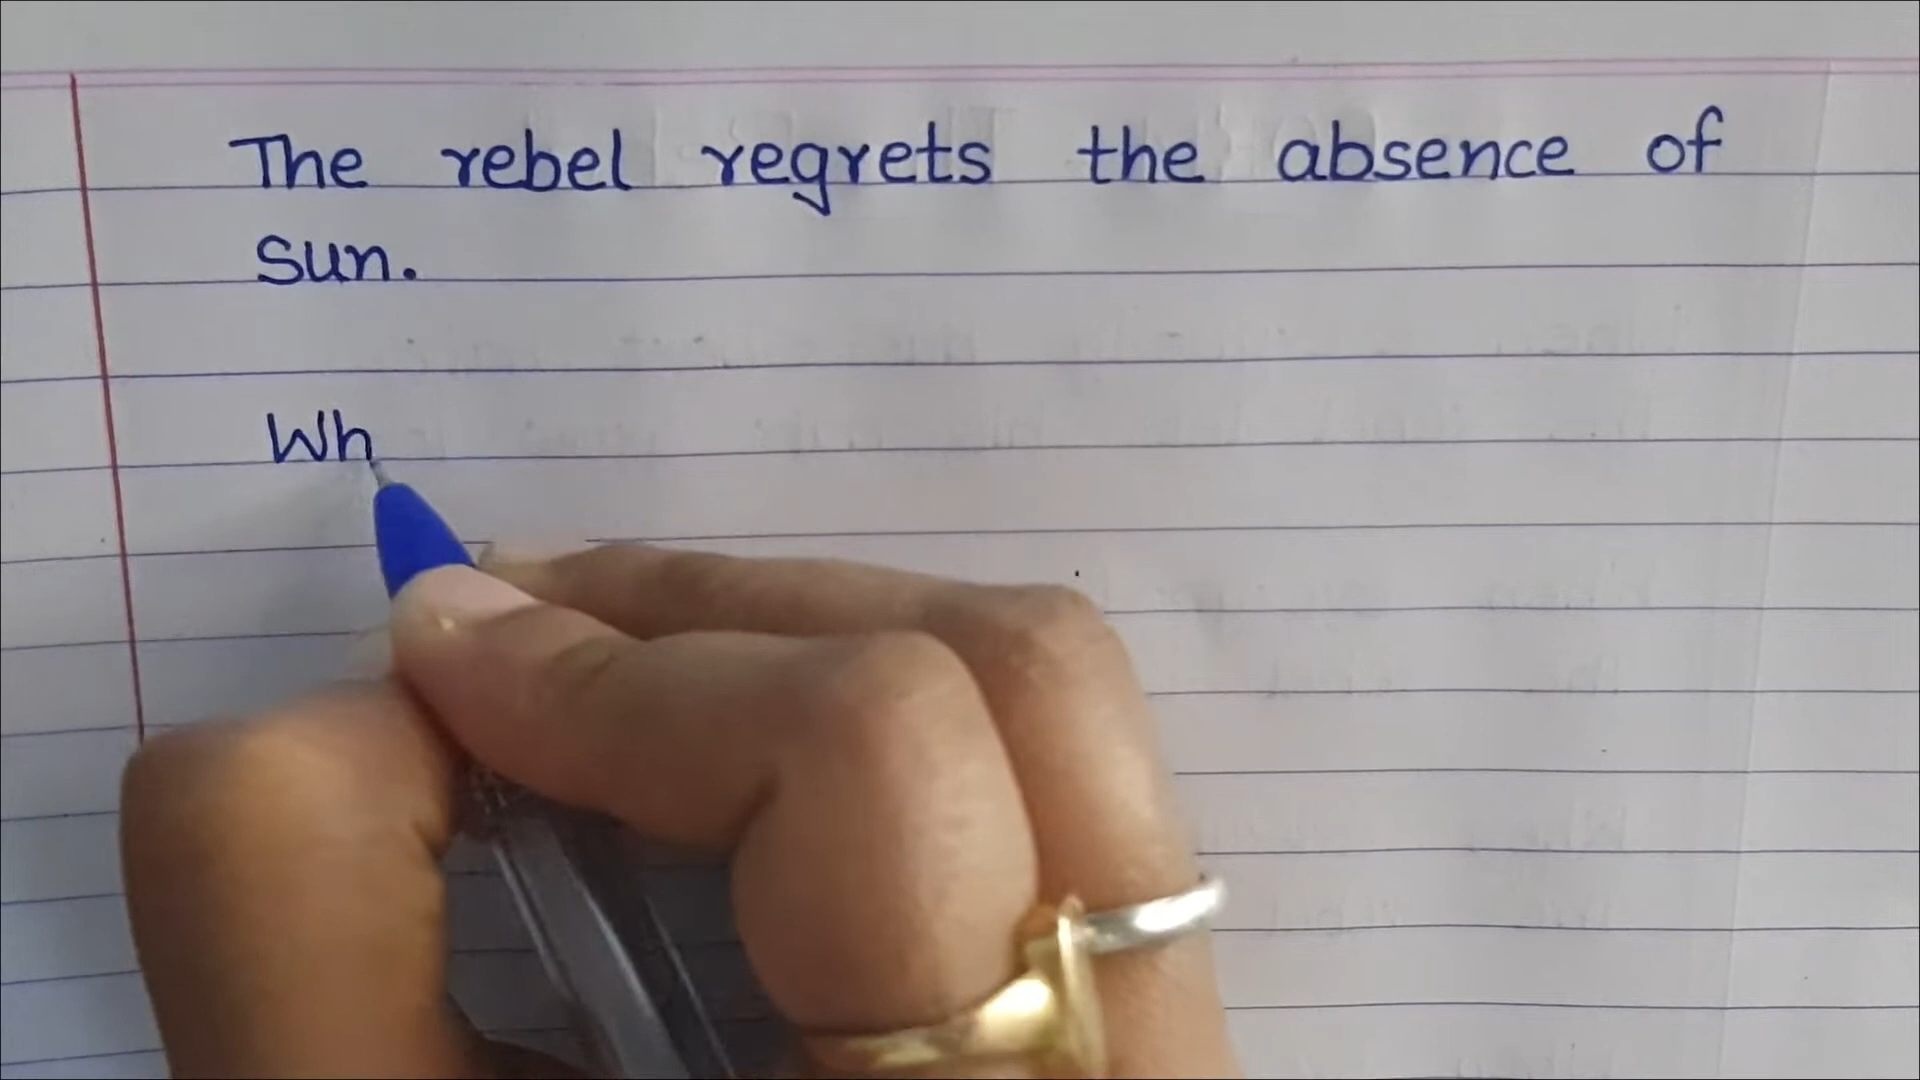 The rebel regrets the absence of
sun.
Wh